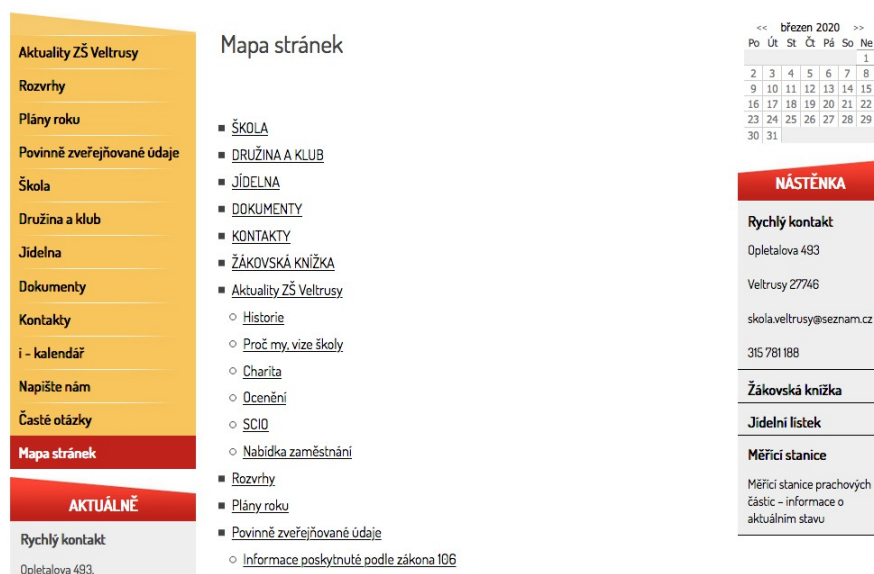 Aktuality ZŠ Veltrusy
Rozvrhy
Plány roku
Povinně zveřejňované údaje
Škola
Družina a klub
Jídelna
Dokumenty
Kontakty
i - kalendář
Napište nám
Časté otázky
Mapa stránek
AKTUÁLNĚ
Rychlý kontakt
Opletalova 493,
Mapa stránek
ŠKOLA
DRUŽINA A KLUB
JÍDELNA
DOKUMENTY
KONTAKTY
ŽÁKOVSKÁ KNÍŽKA
Aktuality ZŠ Veltrusy
Historie
Proč my, vize školy
Charita
Ocenění
SCIO
Nabídka zaměstnání
Rozvrhy
Plány roku
Povinně zveřejňované údaje
Informace poskytnuté podle zákona 106
<< březen 2020 >>
Po Út St Čt Pá So Ne
1
2 3 4 5 6 7 8
9 10 11 12 13 14 15
16 17 18 19 20 21 22
23 24 25 26 27 28 29
30 31
NÁSTĚNKA
Rychlý kontakt
Opletalova 493
Veltrusy 27746
skola.veltrusy@seznam.cz
315 781 188
Žákovská knížka
Jídelní lístek
Měřící stanice
Měřící stanice prachových
částic – informace o
aktuálním stavu